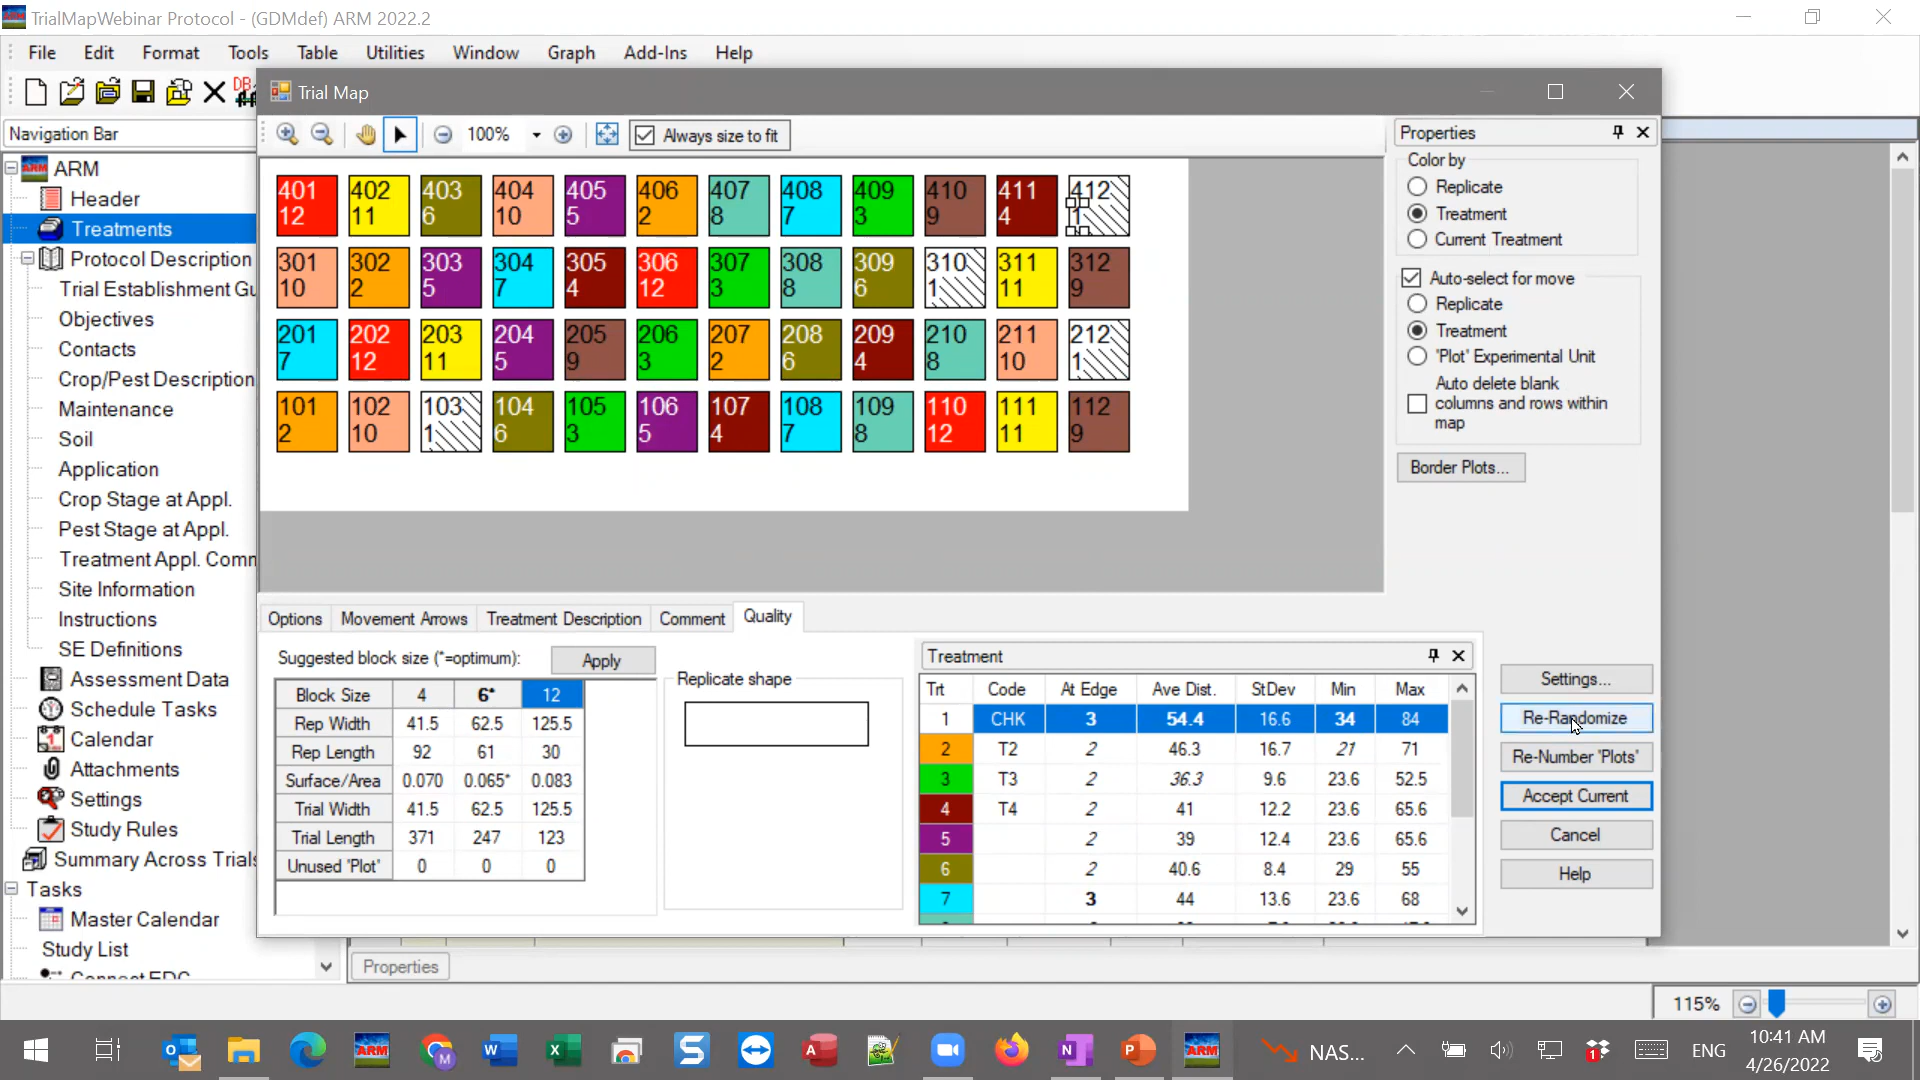 TrialMapWebinar Protocol - (GDMdef) ARM 2022.2
File Edit Format Tools Table Utilities Window Graph Add-Ins Help
DB
Navigation Bar
ARM
Header
Treatments
Protocol Description
Trial Establishment Gu
Objectives
Contacts
Crop/Pest Description
Maintenance
Soil
Application
Crop Stage at Appl.
Pest Stage at Appl.
Treatment Appl. Comm
Site Information
Instructions
SE Definitions
Assessment Data
Schedule Tasks
Calendar
Attachments
Settings
Study Rules
Summary Across Trials
Tasks
Master Calendar
Study List
Connect EDC
Trial Map
100% Always size to fit
401 402 403 404 405 406 407 408 409 410 411 412
12 11 6 10 5 2 8 7 3 9 4 1
301 302 303 304 305 306 307 308 309 310 311 312
10 2 5 7 4 12 3 8 6 1 11 9
201 202 203 204 205 206 207 208 209 210 211 212
7 12 11 5 9 3 2 6 4 8 10 1
101 102 103 104 105 106 107 108 109 110 111 112
2 10 1 6 3 5 4 7 8 12 11 9
Properties
Color by
Replicate
Treatment
Current Treatment
Auto-select for move
Replicate
Treatment
'Plot' Experimental Unit
Auto delete blank
columns and rows within
map
Border Plots...
Options Movement Arrows Treatment Description Comment Quality
Suggested block size (*=optimum): Apply
Block Size 4 6* 12
Rep Width 41.5 62.5 125.5
Rep Length 92 61 30
Surface/Area 0.070 0.065* 0.083
Trial Width 41.5 62.5 125.5
Trial Length 371 247 123
Unused 'Plot' 0 0 0
Replicate shape
Treatment
Trt Code At Edge Ave Dist. StDev Min Max
1 CHK 3 54.4 16.6 34 84
2 T2 2 46.3 16.7 21 71
3 T3 2 36.3 9.6 23.6 52.5
4 T4 2 41 12.2 23.6 65.6
5 2 39 12.4 23.6 65.6
6 2 40.6 8.4 29 55
7 3 44 13.6 23.6 68
Settings...
Re-Randomize
Re-Number 'Plots'
Accept Current
Cancel
Help
Properties
115%
NAS...
ENG
10:41 AM
4/26/2022